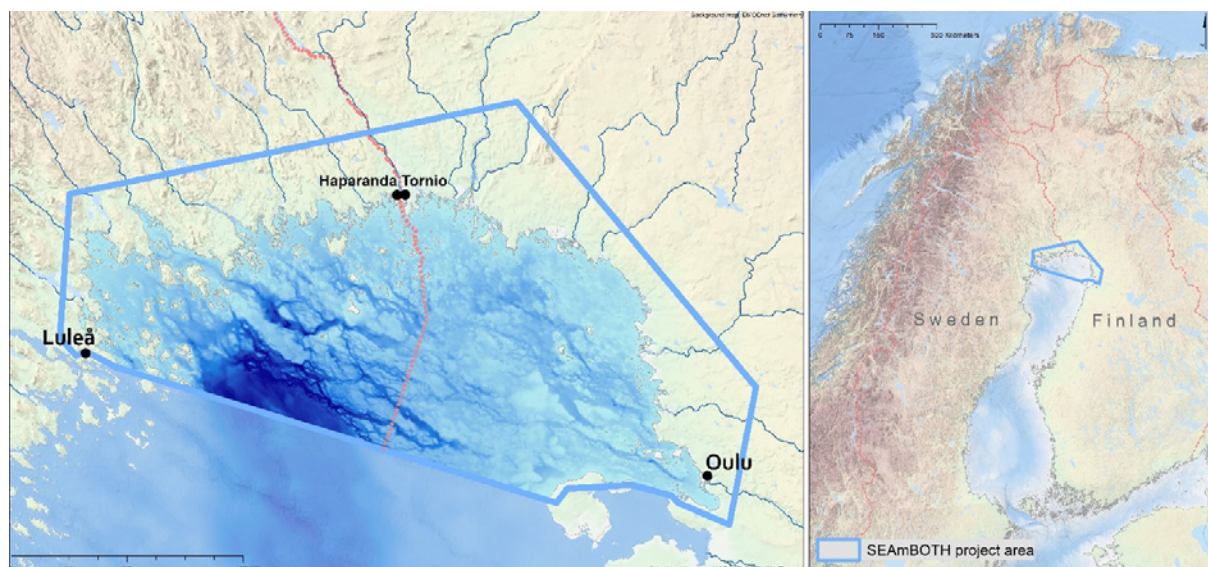 Haparanda Tornio
Luleå
Oulu
Sweden
Finland
SEAmBOTH project area